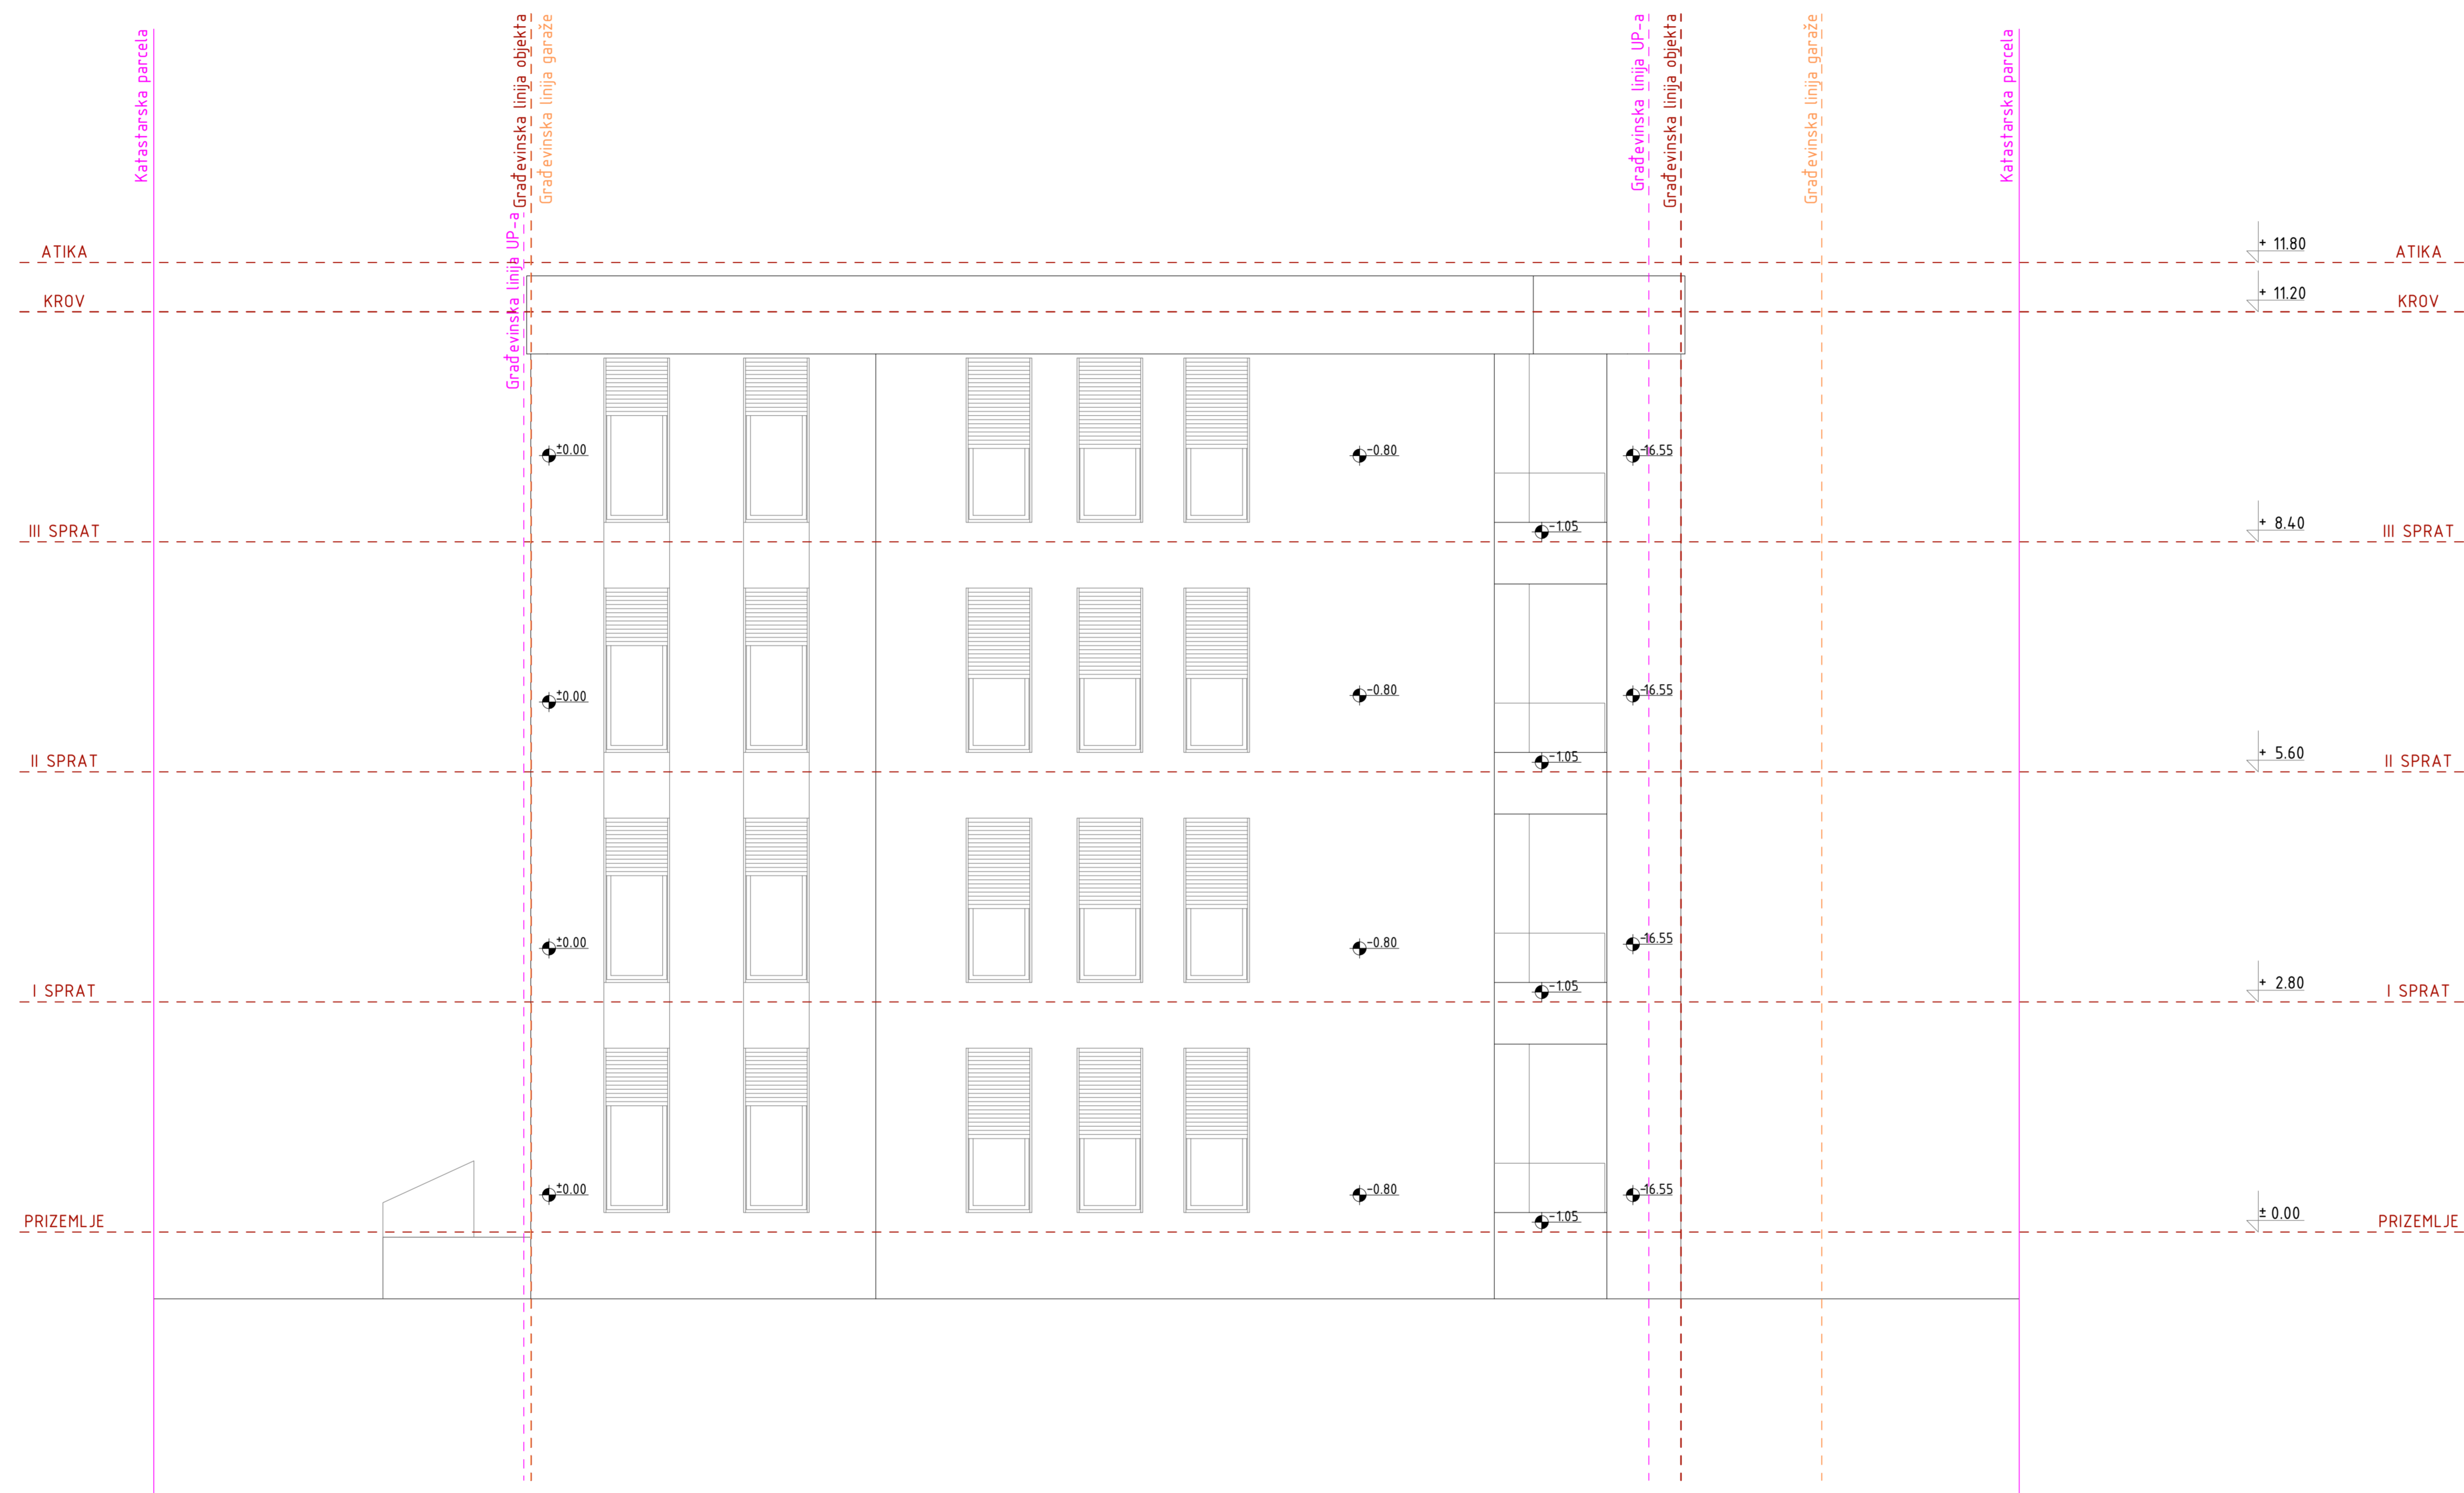 Katastarska parcela
Građevinska linija UP-a
Građevinska linija objekta
Građevinska linija garaže
Građevinska linija UP-a
Građevinska linija objekta
Građevinska linija garaže
Katastarska parcela
ATIKA
+ 11.80
ATIKA
KROV
+ 11.20
KROV
±0.00
-0.80
-16.55
III SPRAT
-1.05
+ 8.40
III SPRAT
±0.00
-0.80
-16.55
II SPRAT
-1.05
+ 5.60
II SPRAT
±0.00
-0.80
-16.55
I SPRAT
-1.05
+ 2.80
I SPRAT
±0.00
-0.80
-16.55
PRIZEMLJE
-1.05
± 0.00
PRIZEMLJE